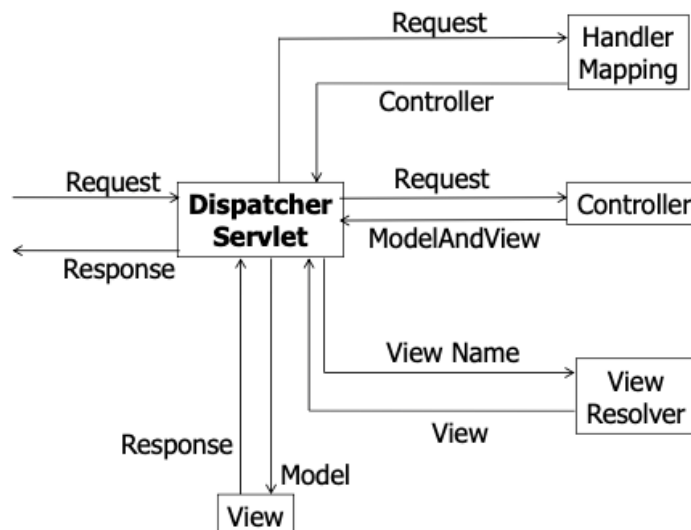 Request
Handler
Mapping
Controller
Request
Dispatcher
Servlet
Request
Controller
ModelAndView
Response
View Name
View
Resolver
View
Response
Model
View